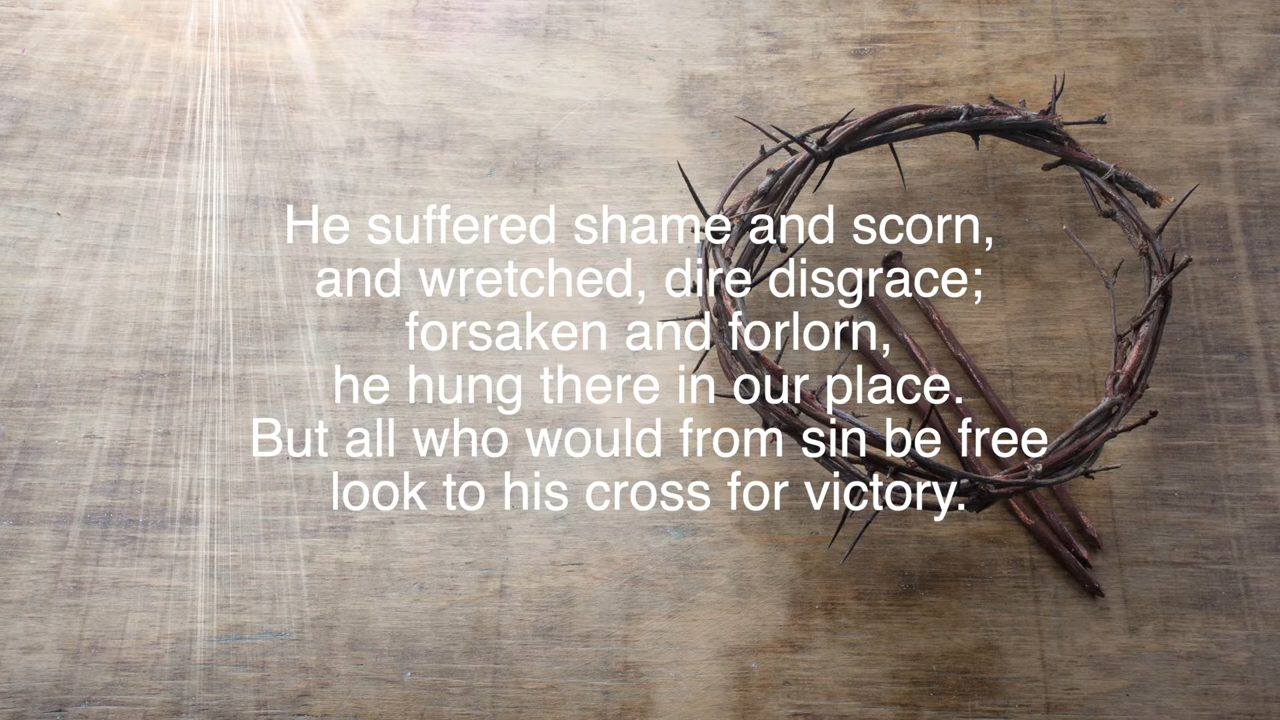 He suffered shame and scorn,
and wretched, dire disgrace;
forsaken and forlorn,
he hung there in our place.
But all who would from sin be free
look to his cross for victory.